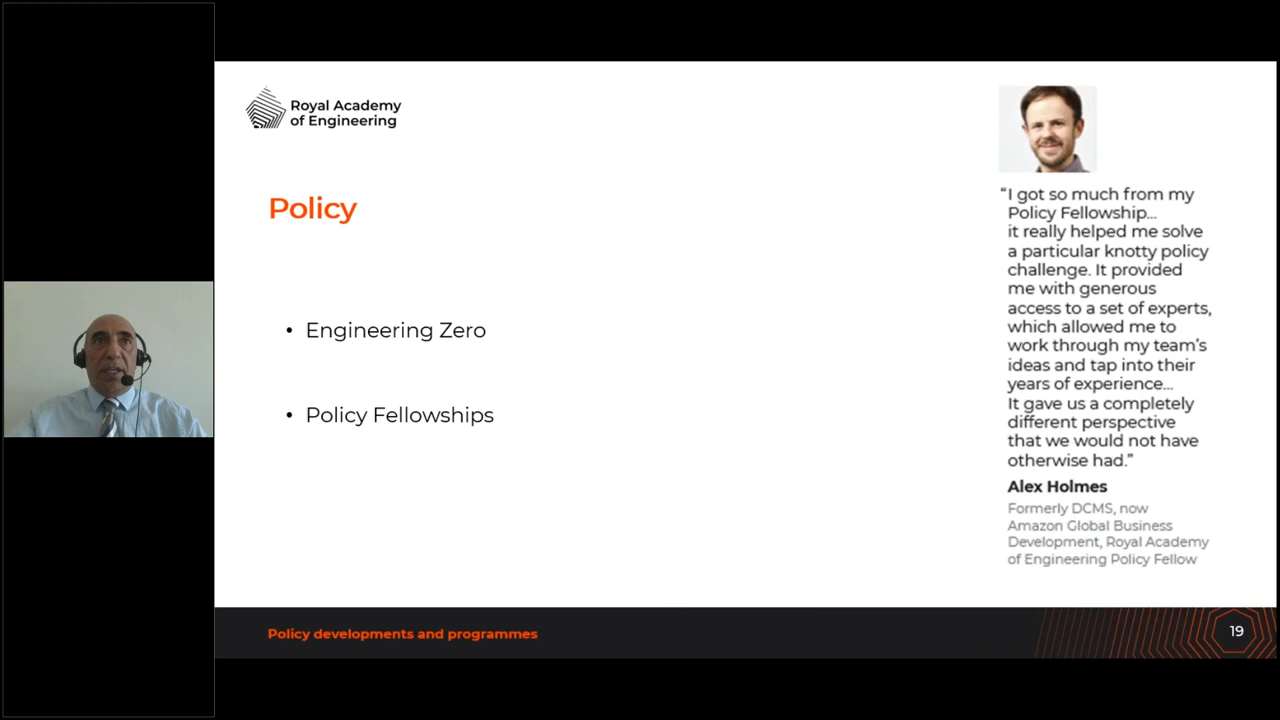 Royal Academy
of Engineering
Policy
• Engineering Zero
• Policy Fellowships
“I got so much from my
Policy Fellowship...
it really helped me solve
a particular knotty policy
challenge. It provided
me with generous
access to a set of experts,
which allowed me to
work through my team’s
ideas and tap into their
years of experience...
It gave us a completely
different perspective
that we would not have
otherwise had.”
Alex Holmes
Formerly DCMS, now
Amazon Global Business
Development, Royal Academy
of Engineering Policy Fellow
Policy developments and programmes
19